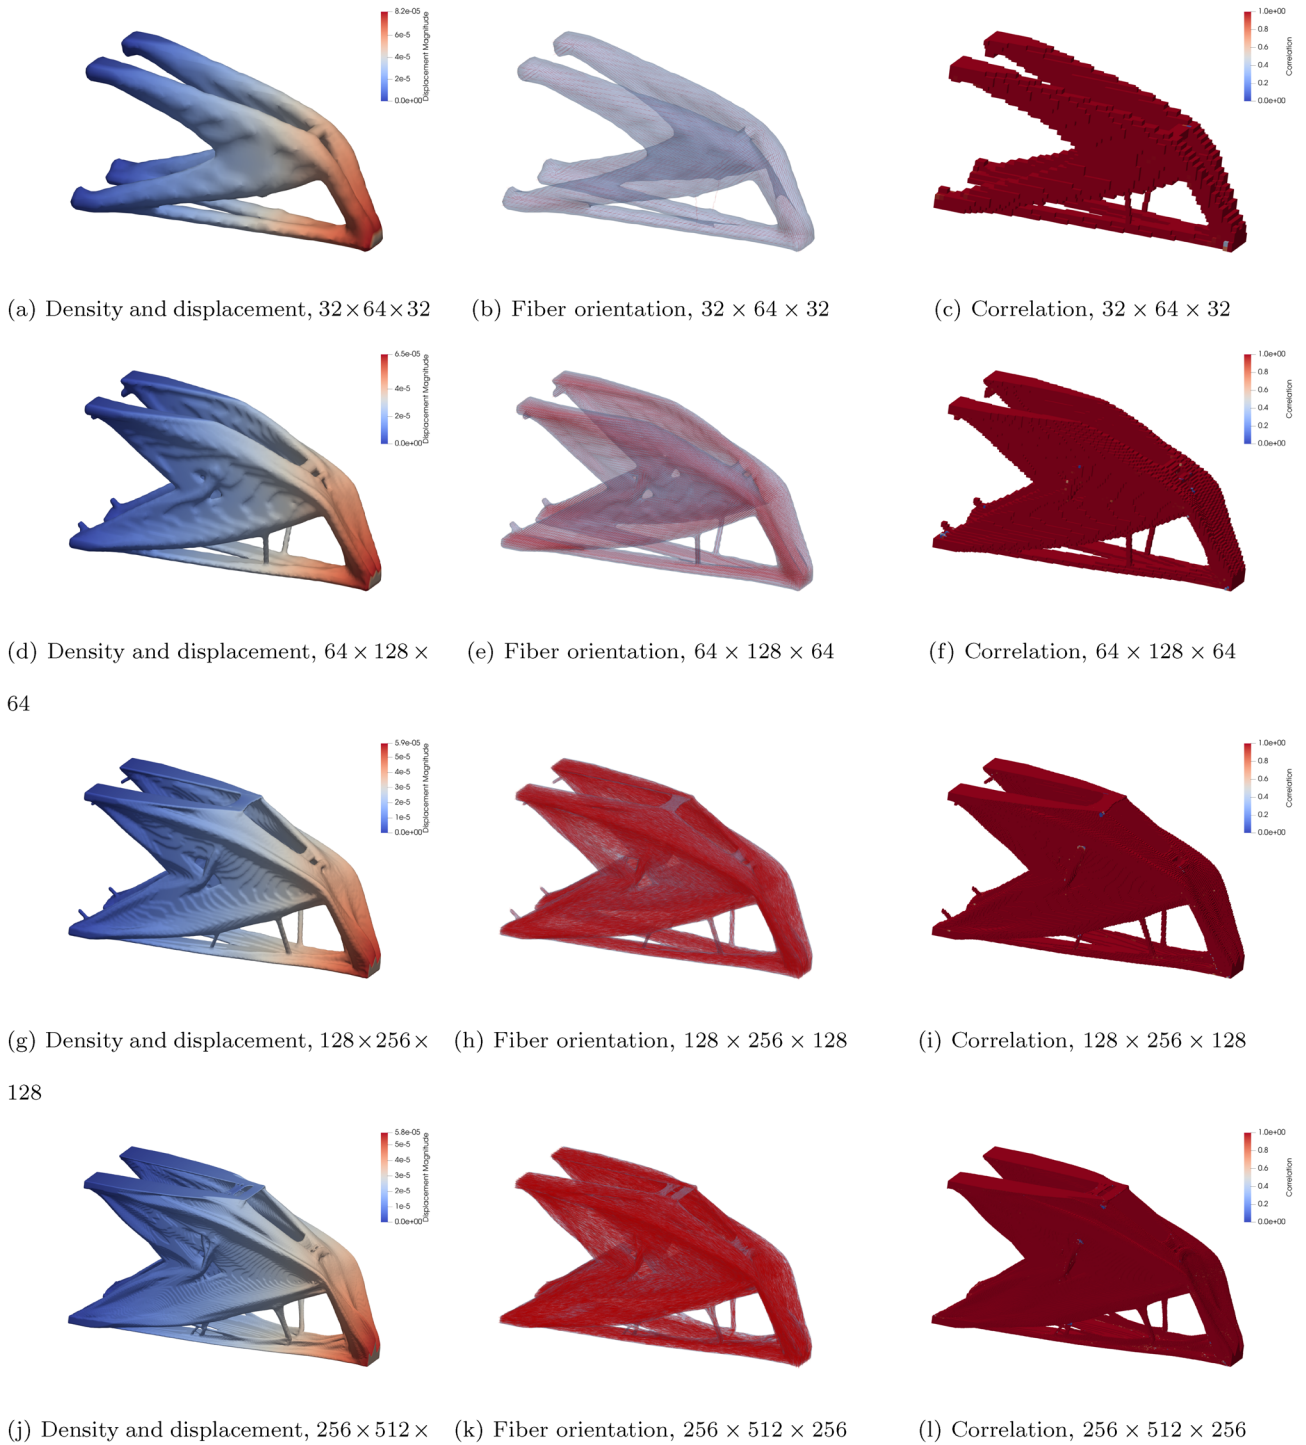 8.2e-05
6e-5
4e-5
2e-5
0.0e+00
Displacement Magnitude
1.0e+00
0.8
0.6
0.4
0.2
0.0e+00
Correlation
(a) Density and displacement, 32×64×32
(b) Fiber orientation, 32 × 64 × 32
(c) Correlation, 32 × 64 × 32
6.5e-05
4e-5
2e-5
0.0e+00
Displacement Magnitude
1.0e+00
0.8
0.6
0.4
0.2
0.0e+00
Correlation
(d) Density and displacement, 64 × 128 ×
64
(e) Fiber orientation, 64 × 128 × 64
(f) Correlation, 64 × 128 × 64
5.9e-05
5e-5
4e-5
3e-5
2e-5
1e-5
0.0e+00
Displacement Magnitude
1.0e+00
0.8
0.6
0.4
0.2
0.0e+00
Correlation
(g) Density and displacement, 128×256×
128
(h) Fiber orientation, 128 × 256 × 128
(i) Correlation, 128 × 256 × 128
5.8e-05
5e-5
4e-5
3e-5
2e-5
1e-5
0.0e+00
Displacement Magnitude
1.0e+00
0.8
0.6
0.4
0.2
0.0e+00
Correlation
(j) Density and displacement, 256×512×
(k) Fiber orientation, 256 × 512 × 256
(l) Correlation, 256 × 512 × 256